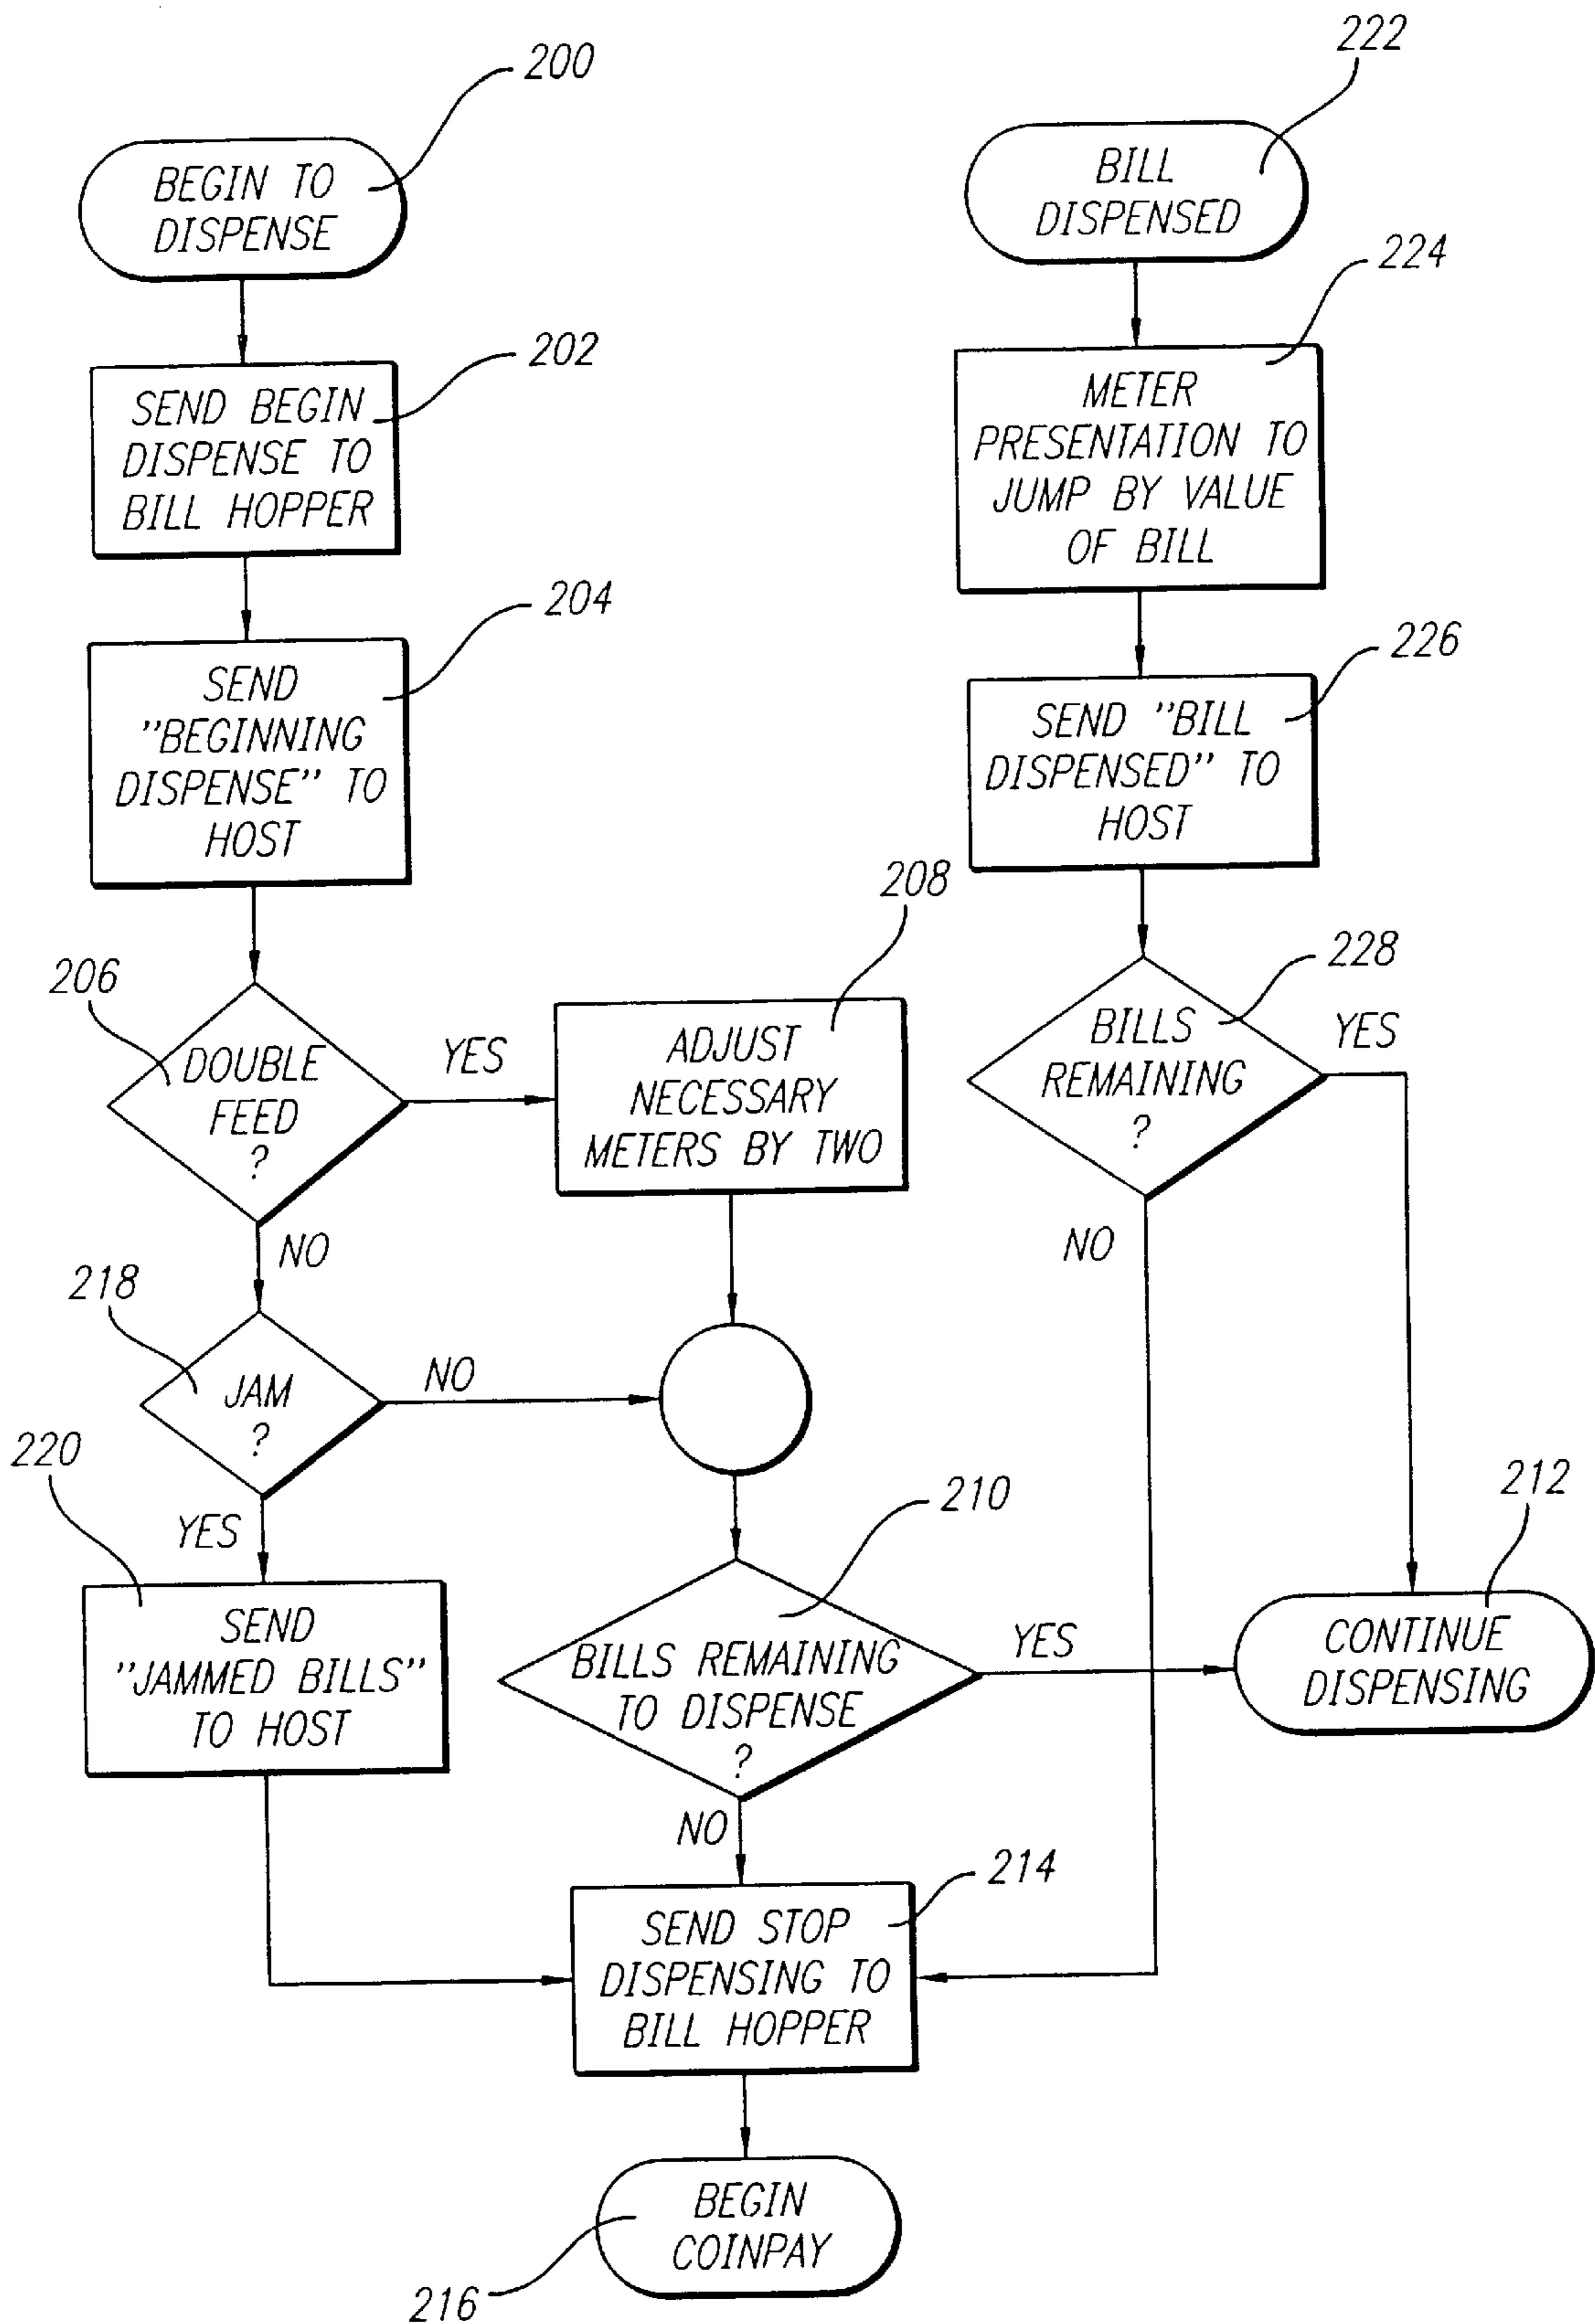 200
BEGIN TO
DISPENSE
202
SEND BEGIN
DISPENSE TO
BILL HOPPER
204
SEND
"BEGINNING
DISPENSE" TO
HOST
206
DOUBLE
FEED
?
YES
NO
208
ADJUST
NECESSARY
METERS BY TWO
218
JAM
?
NO
YES
220
SEND
"JAMMED BILLS"
TO HOST
210
BILLS REMAINING
TO DISPENSE
?
YES
NO
214
SEND STOP
DISPENSING TO
BILL HOPPER
BEGIN
COINPAY
216
222
BILL
DISPENSED
224
METER
PRESENTATION TO
JUMP BY VALUE
OF BILL
226
SEND "BILL
DISPENSED" TO
HOST
228
BILLS
REMAINING
?
YES
NO
212
CONTINUE
DISPENSING